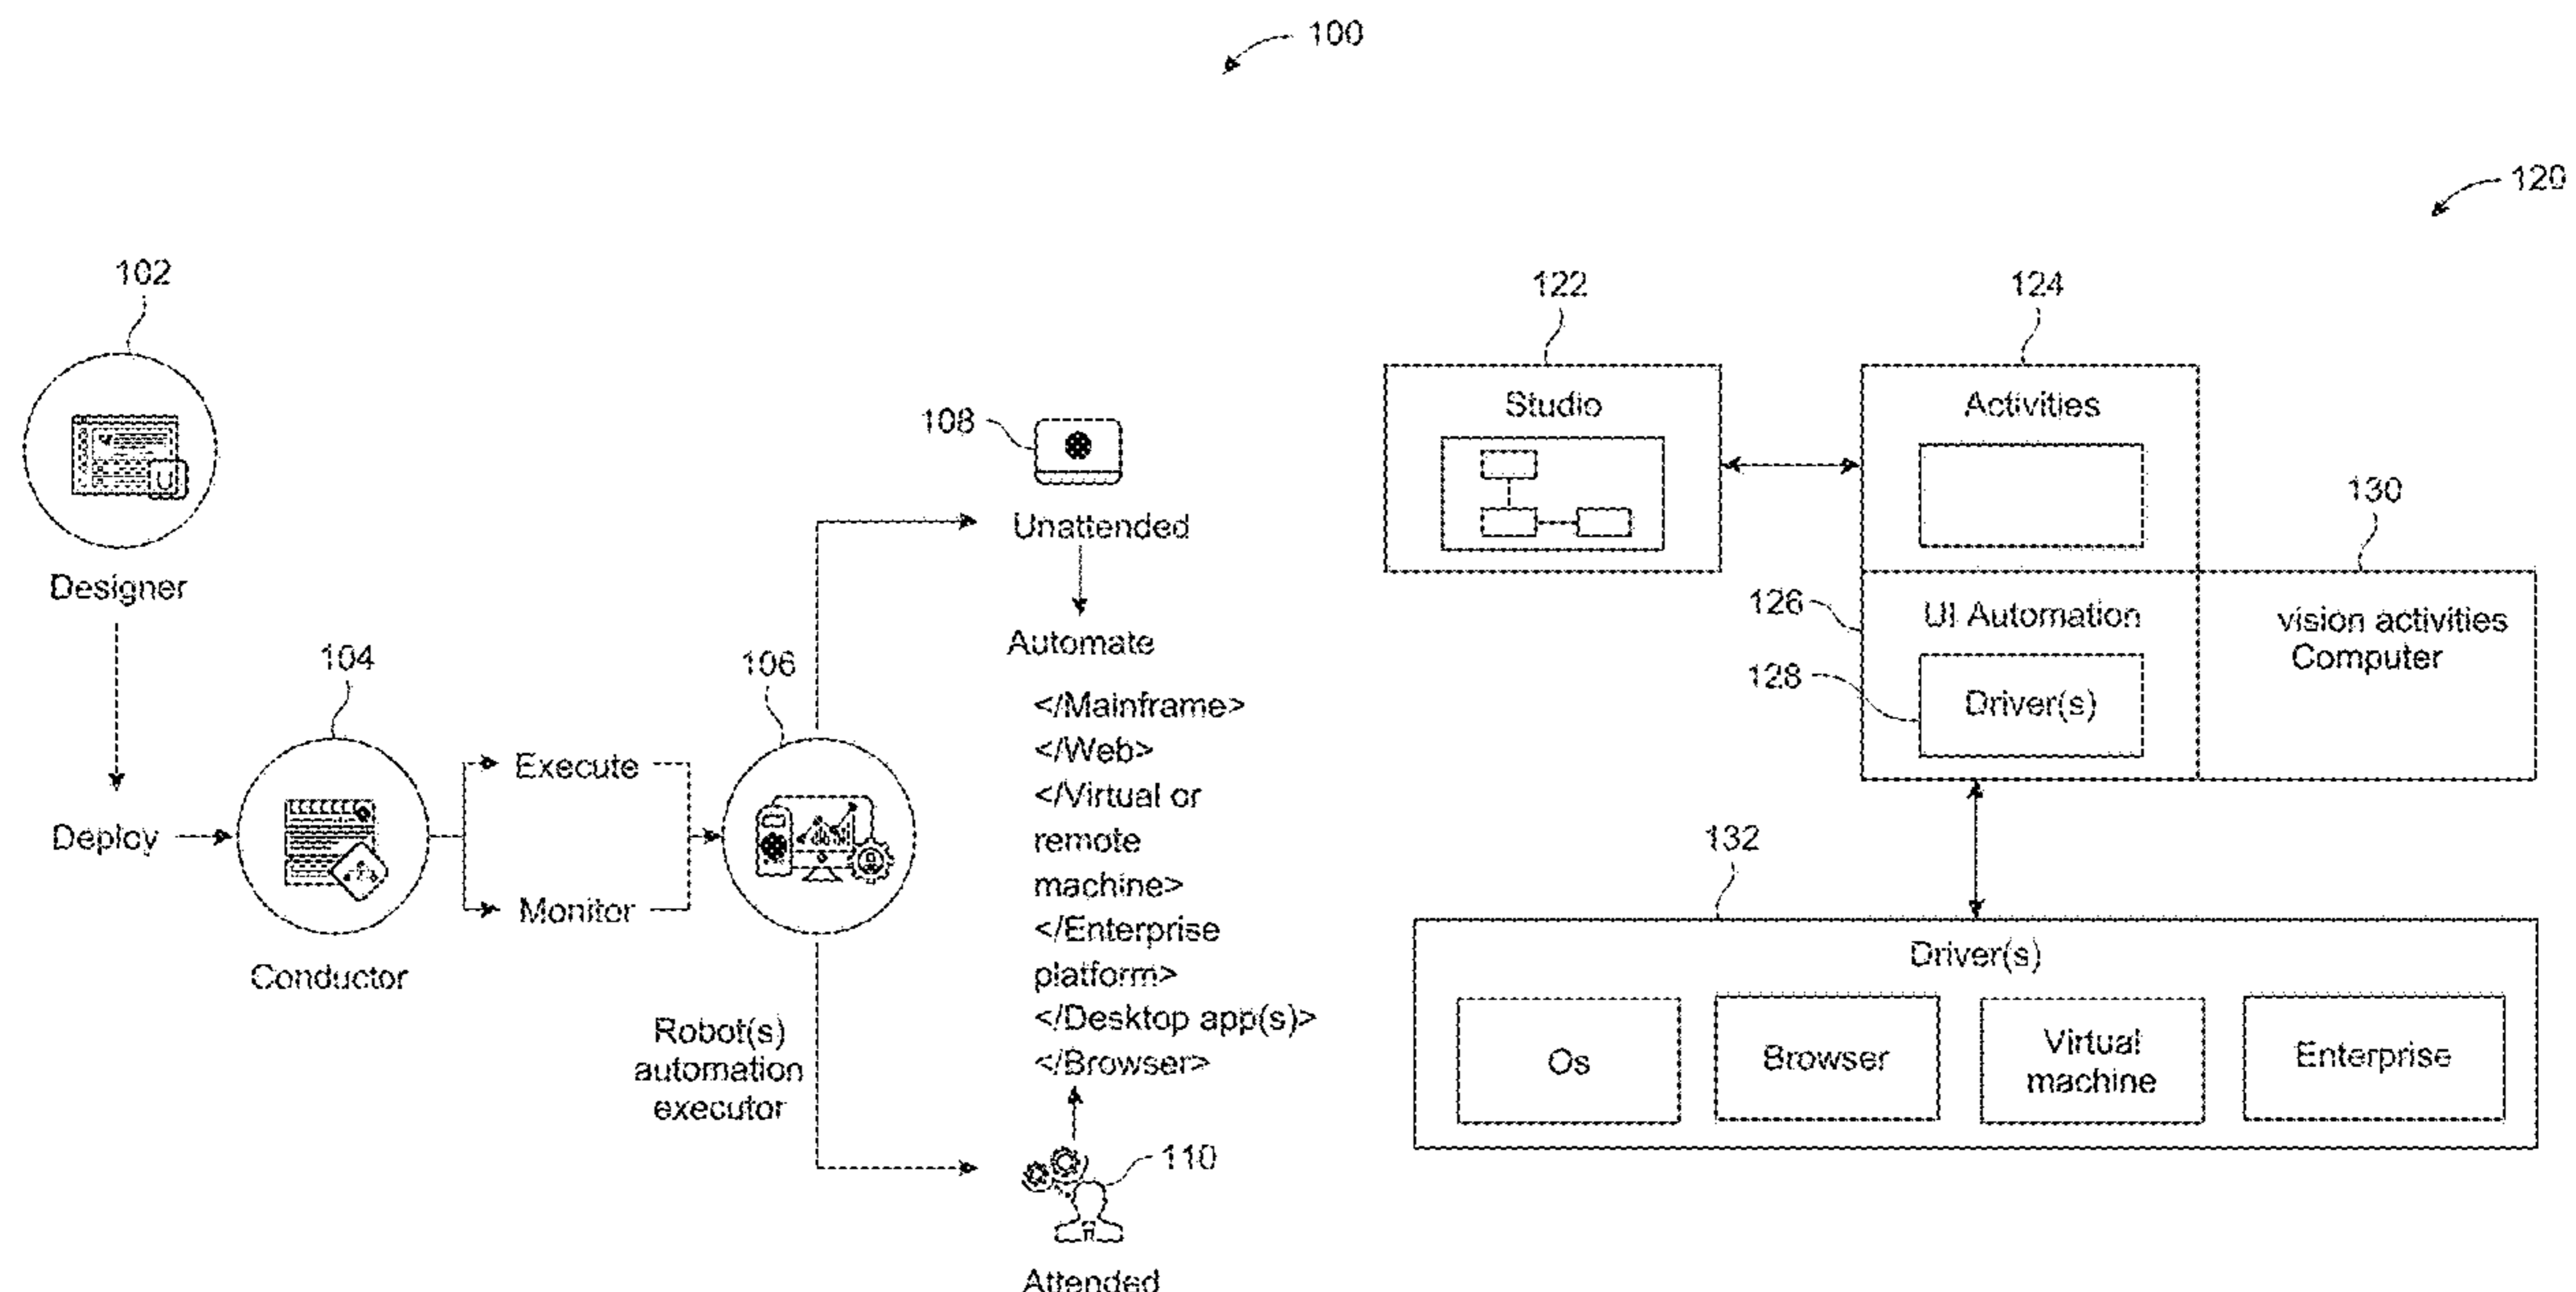 100
102
Designer
Deploy
104
Conductor
Execute
Monitor
106
Robot(s)
automation
executor
108
Unattended
Automate
</Mainframe>
</Web>
</Virtual or
remote
machine>
</Enterprise
platform>
</Desktop app(s)>
</Browser>
110
Attended
120
122
Studio
124
Activities
126
UI Automation
128
Driver(s)
130
vision activities
Computer
132
Driver(s)
Os
Browser
Virtual
machine
Enterprise